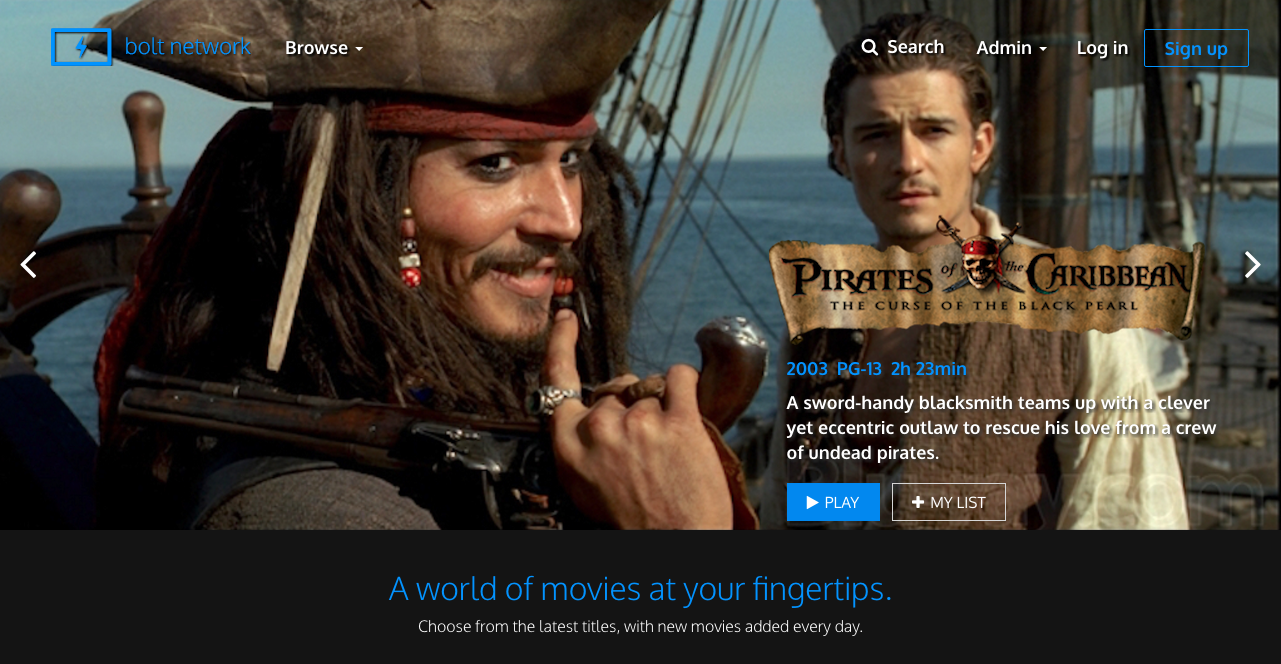 bolt network
Browse
Search
Admin
Log in
Sign up
PIRATES of the CARIBBEAN
THE CURSE OF THE BLACK PEARL
2003 PG-13 2h 23min
A sword-handy blacksmith teams up with a clever
yet eccentric outlaw to rescue his love from a crew
of undead pirates.
PLAY
MY LIST
A world of movies at your fingertips.
Choose from the latest titles, with new movies added every day.